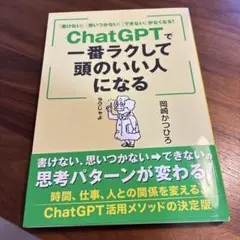 「書けない」「思いつかない」「できない」がなくなる！
ChatGPTで
一番ラクして
頭のいい人
になる
岡崎かつひろ
ラクじゃよ
書けない、思いつかない➡できない。
思考パターンが変わる
時間、仕事、人との関係を変える
ChatGPT活用メソッドの決定版